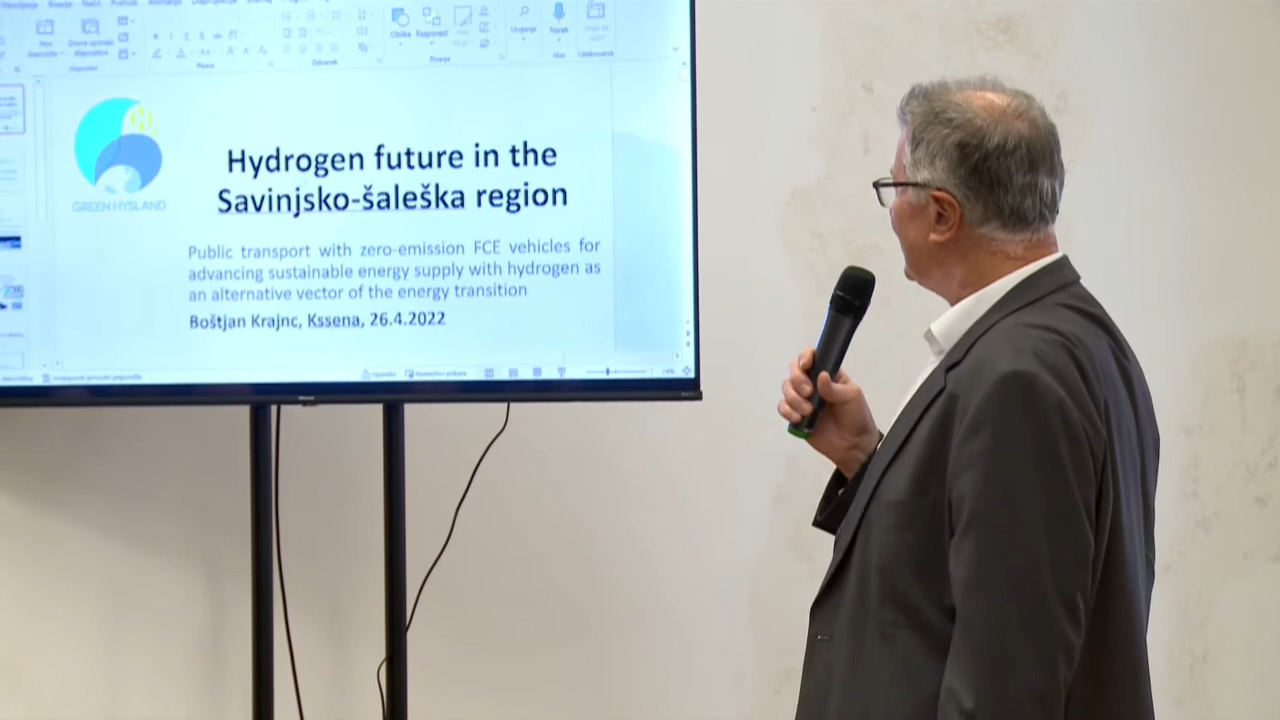 GREEN HYSLAND
Hydrogen future in the
Savinjsko-šaleška region
Public transport with zero-emission FCE vehicles for
advancing sustainable energy supply with hydrogen as
an alternative vector of the energy transition
Boštjan Krajnc, Kssena, 26.4.2022